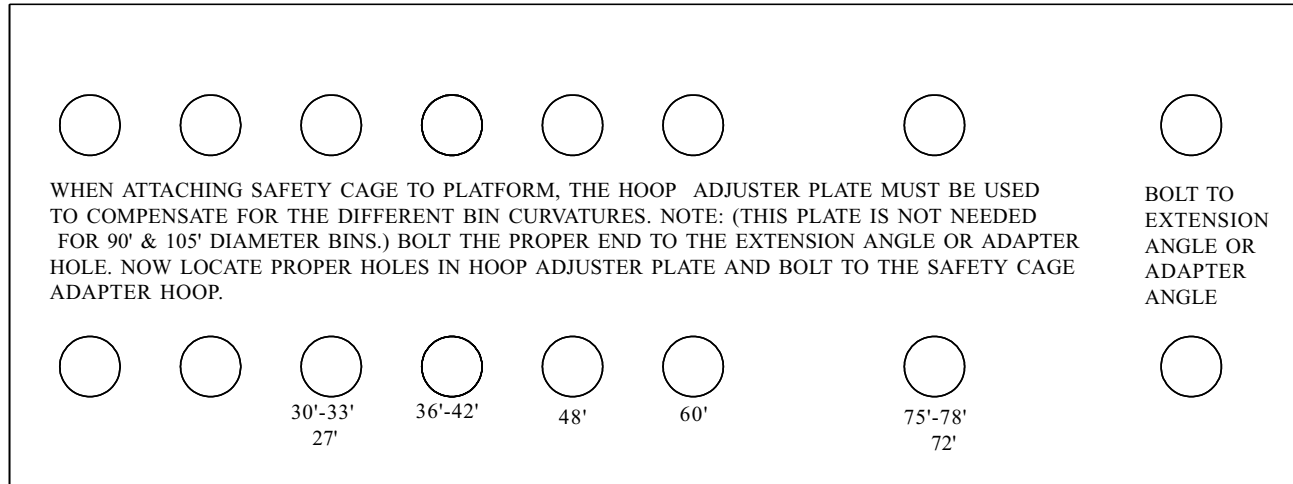 WHEN ATTACHING SAFETY CAGE TO PLATFORM, THE HOOP ADJUSTER PLATE MUST BE USED
TO COMPENSATE FOR THE DIFFERENT BIN CURVATURES. NOTE: (THIS PLATE IS NOT NEEDED
FOR 90' & 105' DIAMETER BINS.) BOLT THE PROPER END TO THE EXTENSION ANGLE OR ADAPTER
HOLE. NOW LOCATE PROPER HOLES IN HOOP ADJUSTER PLATE AND BOLT TO THE SAFETY CAGE
ADAPTER HOOP.
BOLT TO
EXTENSION
ANGLE OR
ADAPTER
ANGLE
30'-33'
27'
36'-42'
48'
60'
75'-78'
72'